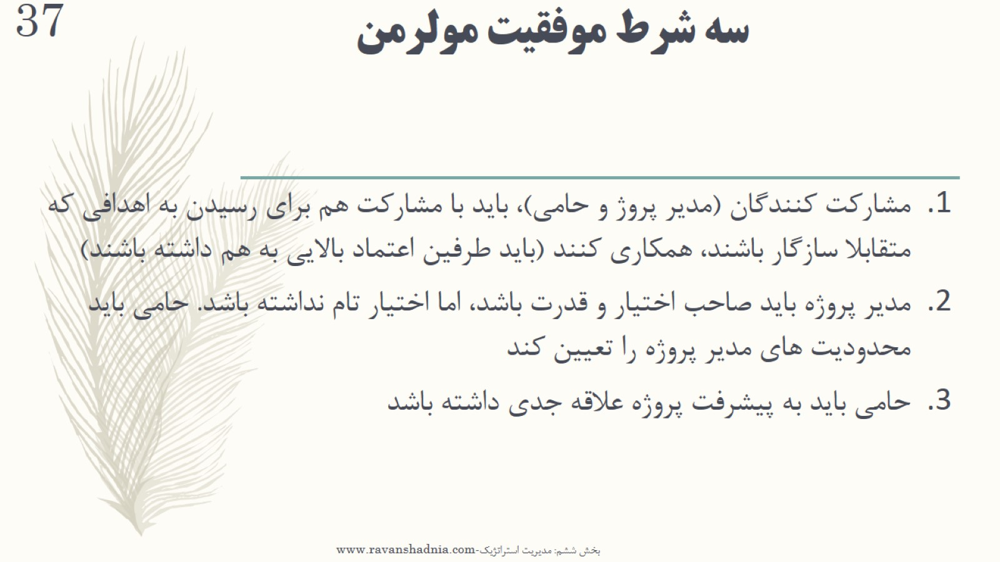 37
سه شرط موفقیت مولرمن
1. مشارکت کنندگان (مدیر پروژ و حامی)، باید با مشارکت هم برای رسیدن به اهدافی که
متقابلا سازگار باشند، همکاری کنند (باید طرفین اعتماد بالایی به هم داشته باشند)
2. مدیر پروژه باید صاحب اختیار و قدرت باشد، اما اختیار تام نداشته باشد. حامی باید
محدودیت های مدیر پروژه را تعیین کند
3. حامی باید به پیشرفت پروژه علاقه جدی داشته باشد
بخش ششم: مدیریت استراتژیک-www.ravanshadnia.com